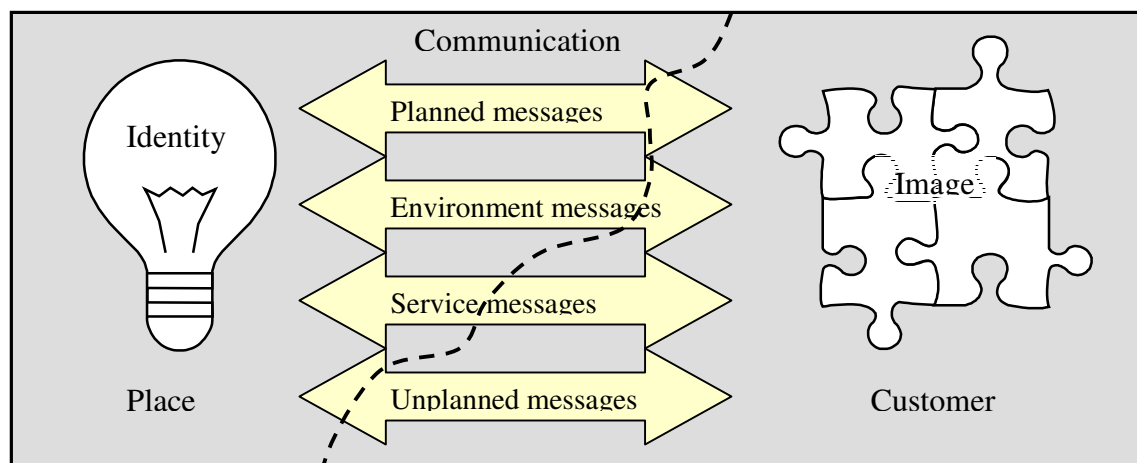 Communication
Identity
Planned messages
Image
Environment messages
Service messages
Place
Unplanned messages
Customer